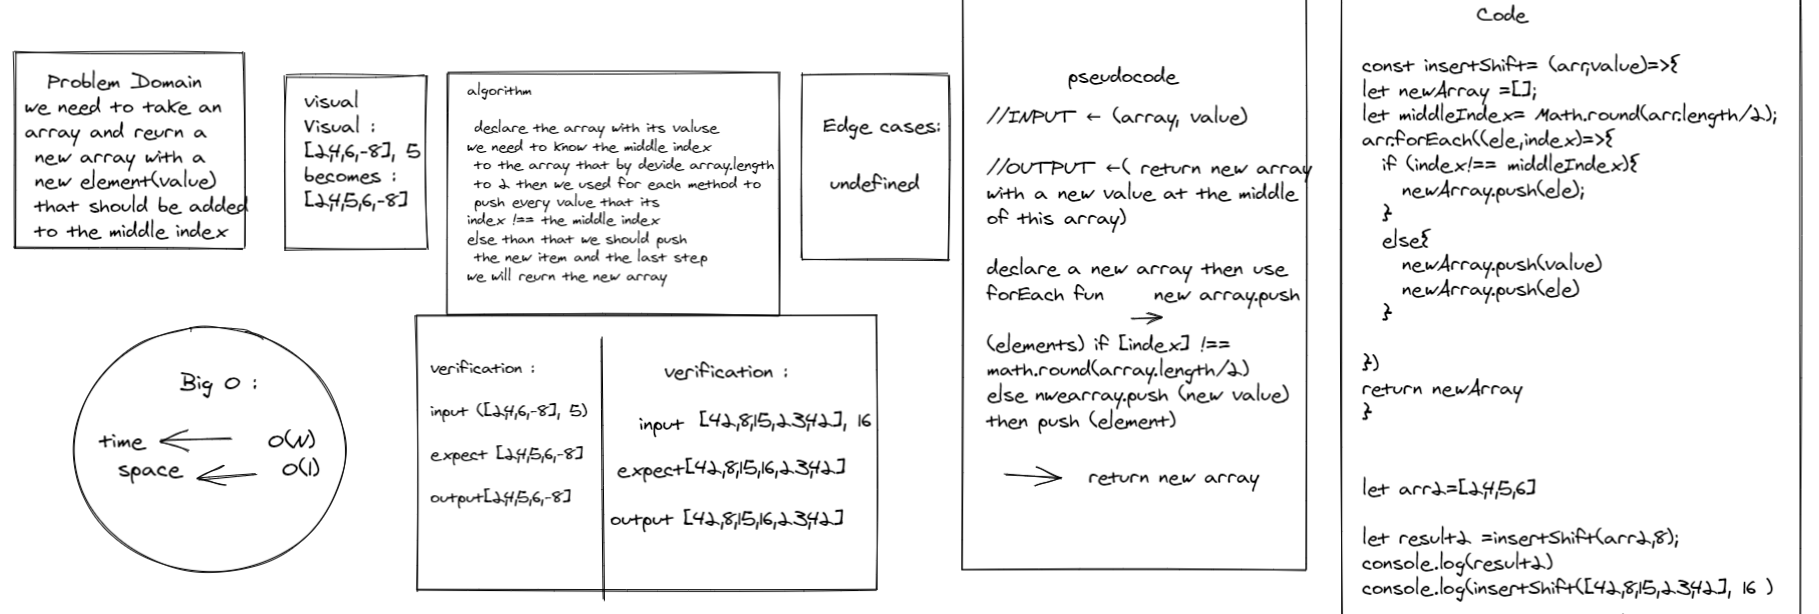 Problem Domain
we need to take an
array and reurn a
new array with a
new element(value)
that should be added
to the middle index
visual
Visual :
[2,4,6,-8], 5
becomes :
[2,4,5,6,-8]
algorithm
declare the array with its valuse
we need to know the middle index
to the array that by devide array.length
to 2 then we used for each method to
push every value that its
index !== the middle index
else than that we should push
the new item and the last step
we will reurn the new array
Edge cases:
undefined
Big O :
time ← O(N)
space ← O(1)
verification :
input ([2,4,6,-8], 5)
expect [2,4,5,6,-8]
output[2,4,5,6,-8]
verification :
input [42,8,15,23,42], 16
expect[42,8,15,16,23,42]
output [42,8,15,16,23,42]
pseudocode
//INPUT ← (array, value)
//OUTPUT ←( return new array
with a new value at the middle
of this array)
declare a new array then use
forEach fun → new array.push
(elements) if [index] !==
math.round(array.length/2)
else nwearray.push (new value)
then push (element)
→ return new array
Code
const insertShift= (arr,value)=>{
let newArray =[];
let middleIndex= Math.round(arr.length/2);
arr.forEach((ele,index)=>{
if (index!== middleIndex){
newArray.push(ele);
}
else{
newArray.push(value)
newArray.push(ele)
}
})
return newArray
}
let arr2=[2,4,5,6]
let result2 =insertShift(arr2,8);
console.log(result2)
console.log(insertShift([42,8,15,23,42], 16 )